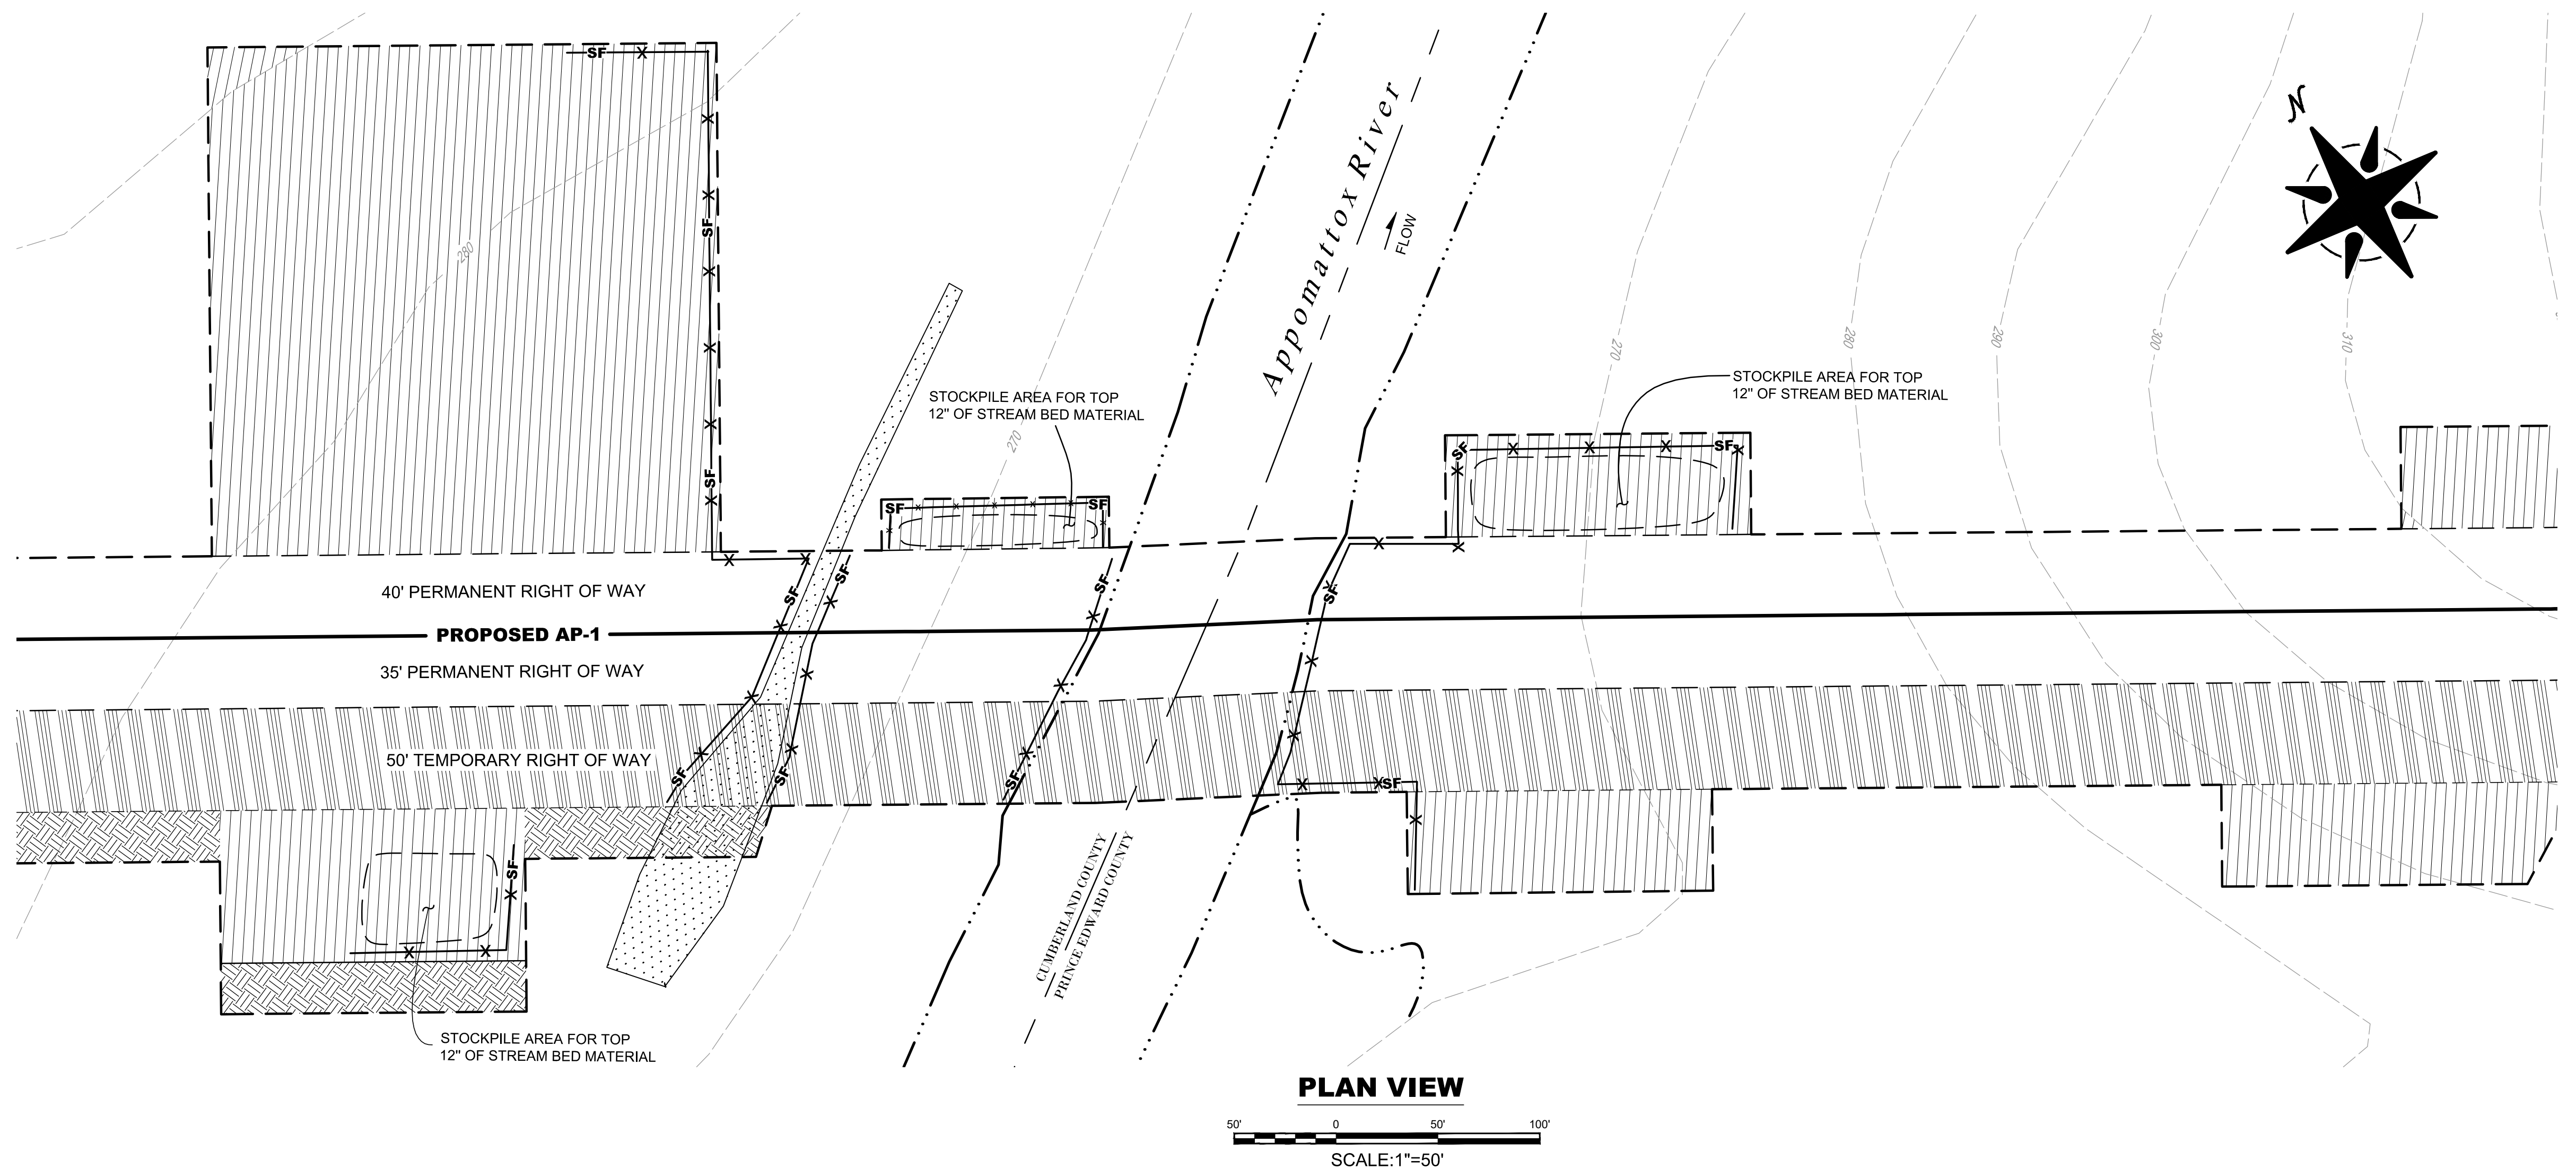 SF
N
Appomattox River
SF
FLOW
280
270
280
290
300
310
STOCKPILE AREA FOR TOP
12" OF STREAM BED MATERIAL
STOCKPILE AREA FOR TOP
12" OF STREAM BED MATERIAL
270
SF
SF
SF
SF
SF
SF
40' PERMANENT RIGHT OF WAY
SF
SF
SF
SF
PROPOSED AP-1
35' PERMANENT RIGHT OF WAY
50' TEMPORARY RIGHT OF WAY
SF
SF
SF
SF
SF
CUMBERLAND COUNTY
PRINCE EDWARD COUNTY
STOCKPILE AREA FOR TOP
12" OF STREAM BED MATERIAL
PLAN VIEW
50' 0 50' 100'
SCALE:1"=50'